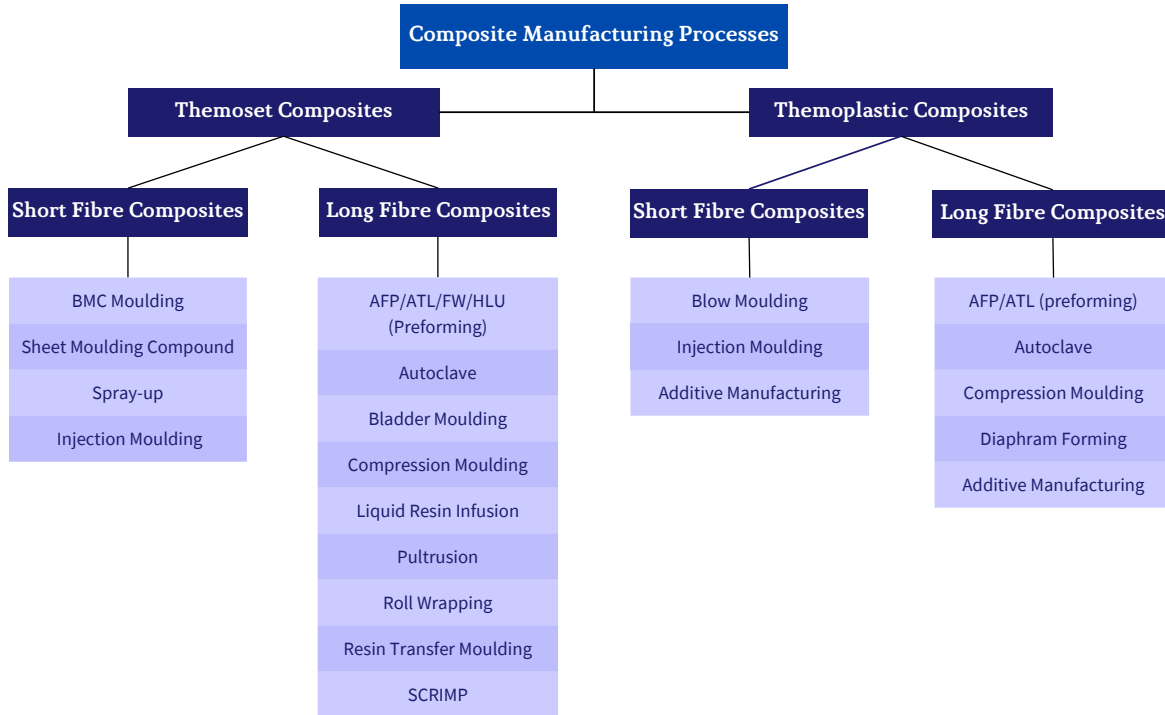 Composite Manufacturing Processes
Themoset Composites
Themoplastic Composites
Short Fibre Composites
Long Fibre Composites
Short Fibre Composites
Long Fibre Composites
BMC Moulding
Sheet Moulding Compound
Spray-up
Injection Moulding
AFP/ATL/FW/HLU
(Preforming)
Autoclave
Bladder Moulding
Compression Moulding
Liquid Resin Infusion
Pultrusion
Roll Wrapping
Resin Transfer Moulding
SCRIMP
Blow Moulding
Injection Moulding
Additive Manufacturing
AFP/ATL (preforming)
Autoclave
Compression Moulding
Diaphram Forming
Additive Manufacturing